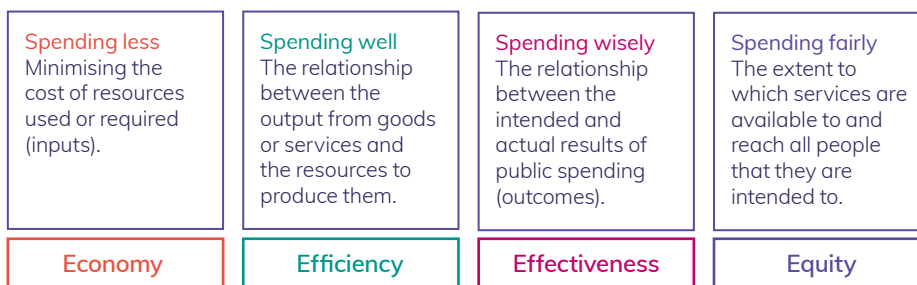 Spending less
Minimising the
cost of resources
used or required
(inputs).
Economy
Spending well
The relationship
between the
output from goods
or services and
the resources to
produce them.
Efficiency
Spending wisely
The relationship
between the
intended and
actual results of
public spending
(outcomes).
Effectiveness
Spending fairly
The extent to
which services are
available to and
reach all people
that they are
intended to.
Equity